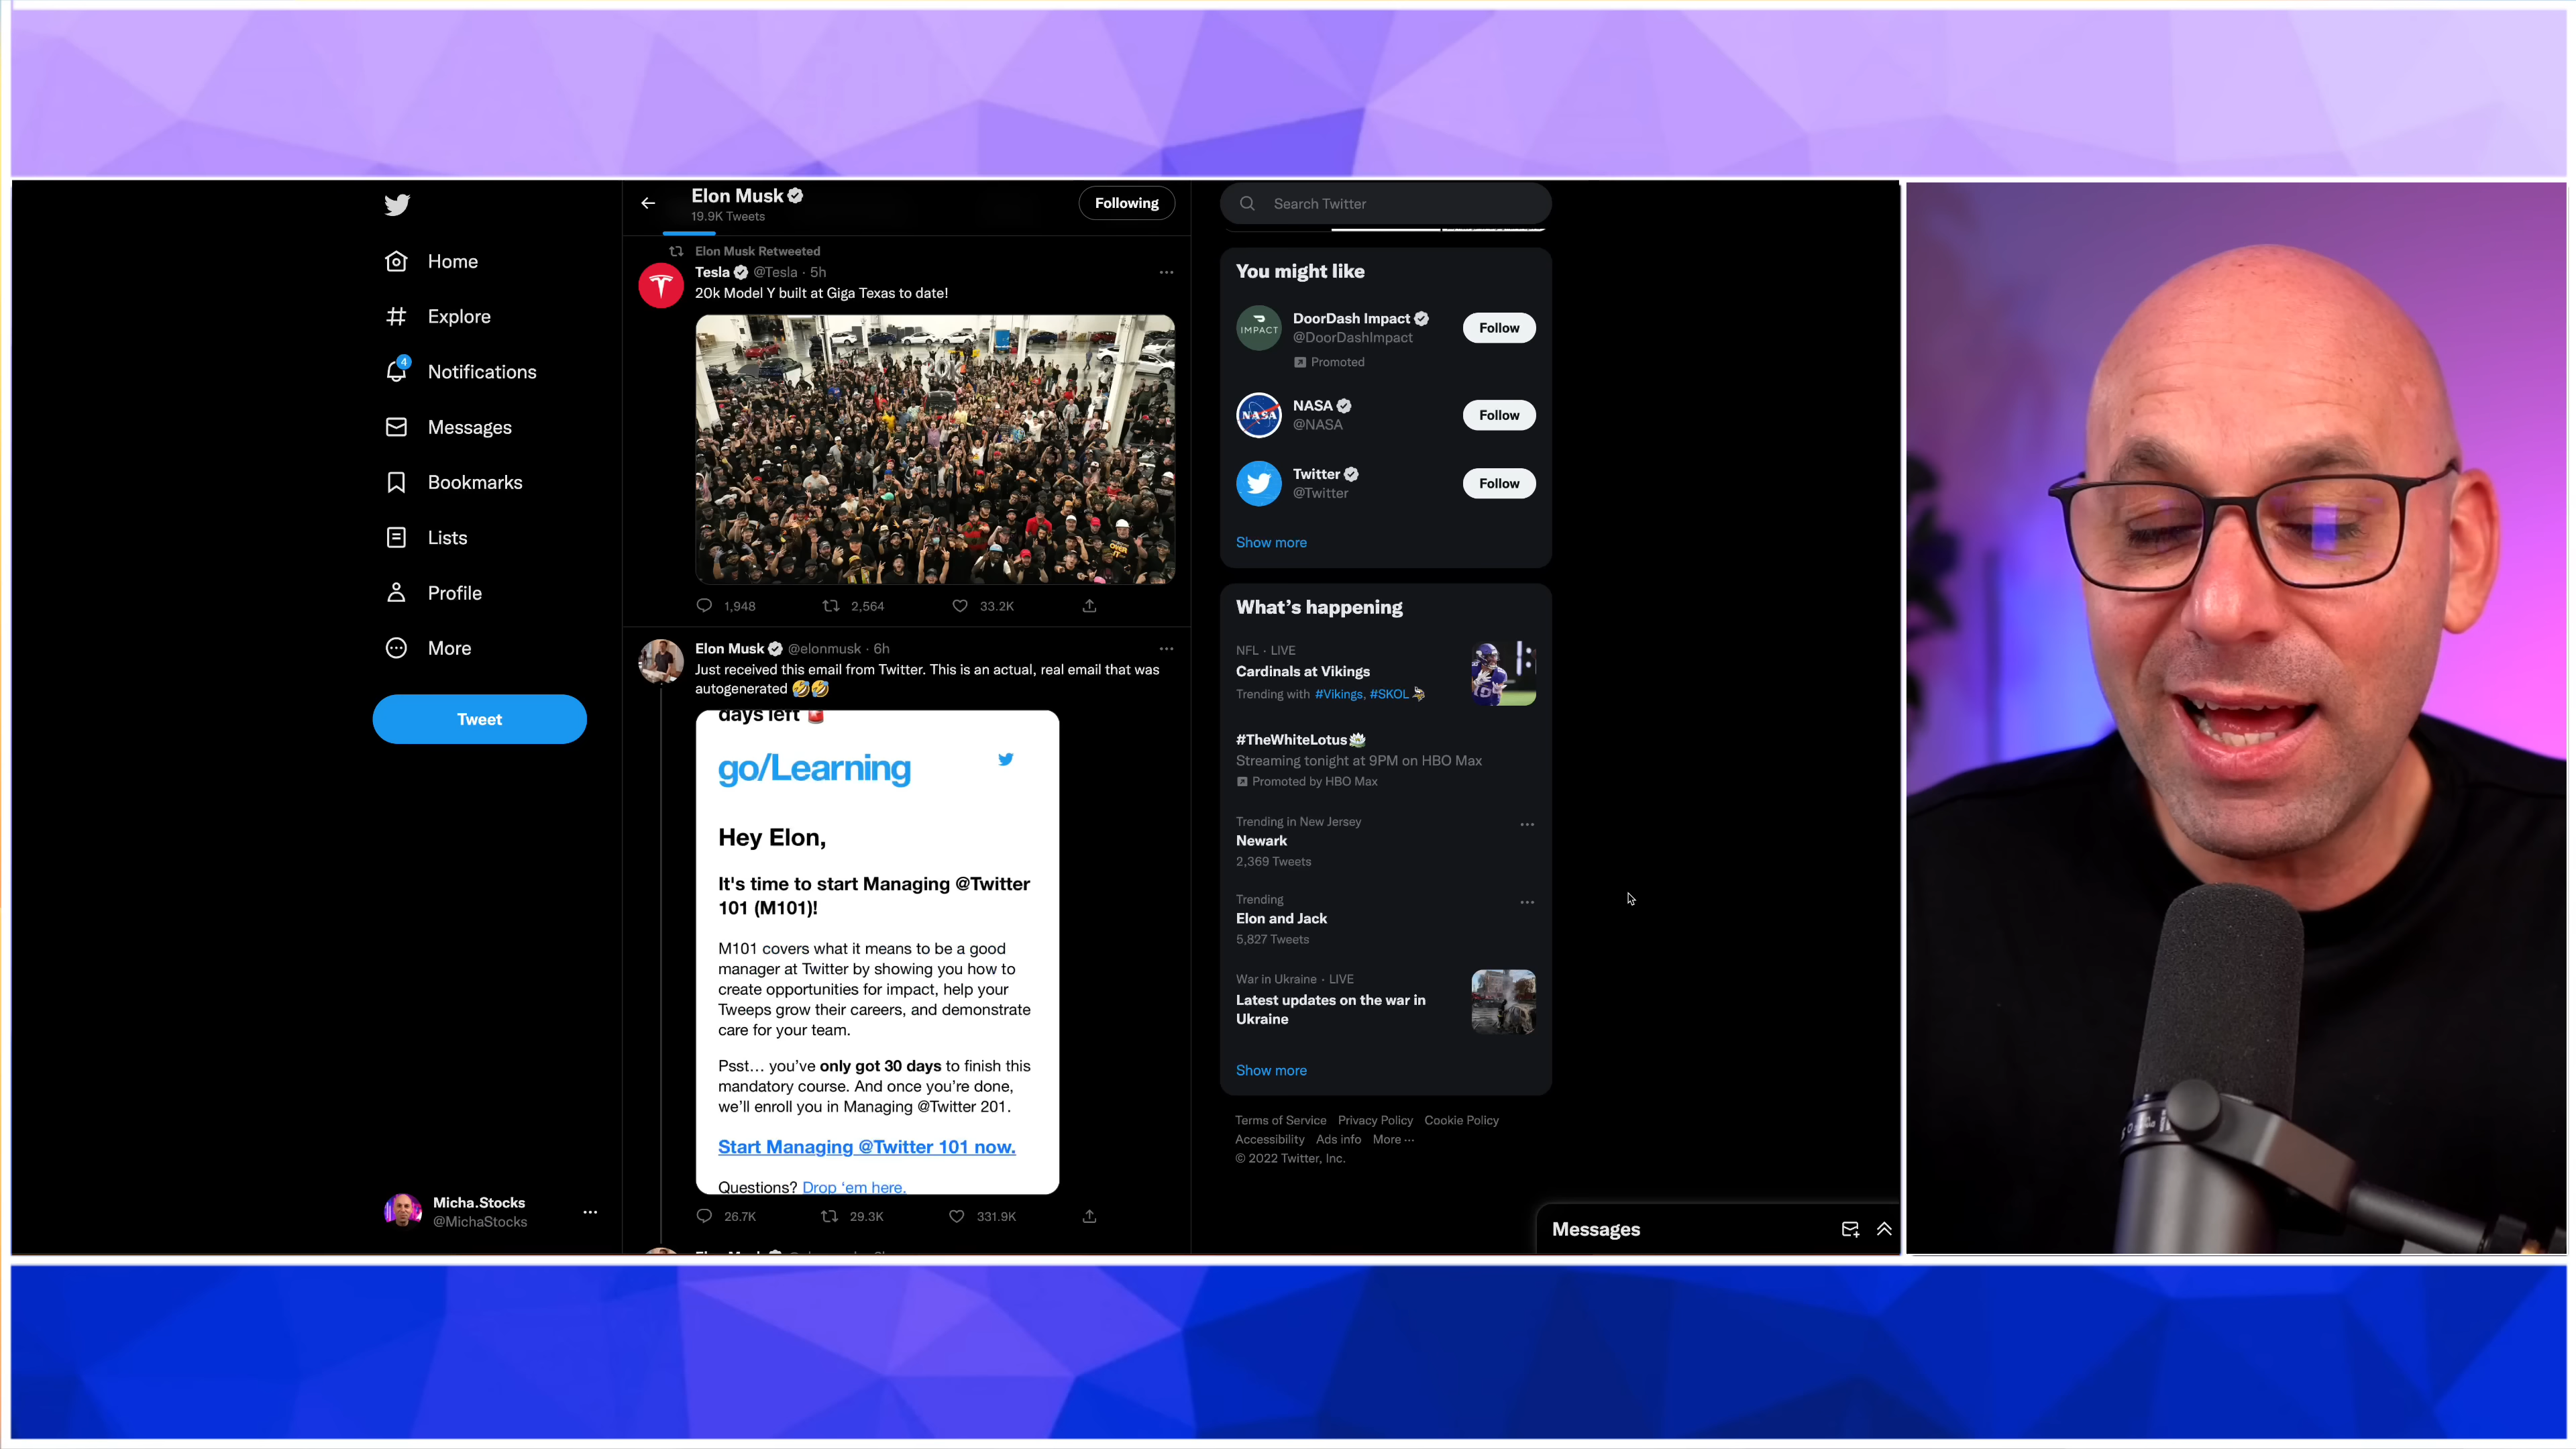 Home
Explore
4
Notifications
Messages
Bookmarks
Lists
Profile
More
Tweet
Micha.Stocks
@MichaStocks
Elon Musk
19.9K Tweets
Following
Elon Musk Retweeted
Tesla @Tesla · 5h
20k Model Y built at Giga Texas to date!
20K
1,948 2,564 33.2K
Elon Musk @elonmusk · 6h
Just received this email from Twitter. This is an actual, real email that was
autogenerated 🤣🤣
days left 🚨
go/Learning
Hey Elon,
It's time to start Managing @Twitter
101 (M101)!
M101 covers what it means to be a good
manager at Twitter by showing you how to
create opportunities for impact, help your
Tweeps grow their careers, and demonstrate
care for your team.
Psst… you've only got 30 days to finish this
mandatory course. And once you're done,
we'll enroll you in Managing @Twitter 201.
Start Managing @Twitter 101 now.
Questions? Drop 'em here.
26.7K 29.3K 331.9K
Search Twitter
You might like
IMPACT
DoorDash Impact
@DoorDashImpact
Follow
Promoted
NASA
NASA
@NASA
Follow
Twitter
@Twitter
Follow
Show more
What's happening
NFL · LIVE
Cardinals at Vikings
Trending with #Vikings, #SKOL
#TheWhiteLotus
Streaming tonight at 9PM on HBO Max
Promoted by HBO Max
Trending in New Jersey
Newark
2,369 Tweets
Trending
Elon and Jack
5,827 Tweets
War in Ukraine · LIVE
Latest updates on the war in
Ukraine
Show more
Terms of Service Privacy Policy Cookie Policy
Accessibility Ads info More ···
© 2022 Twitter, Inc.
Messages